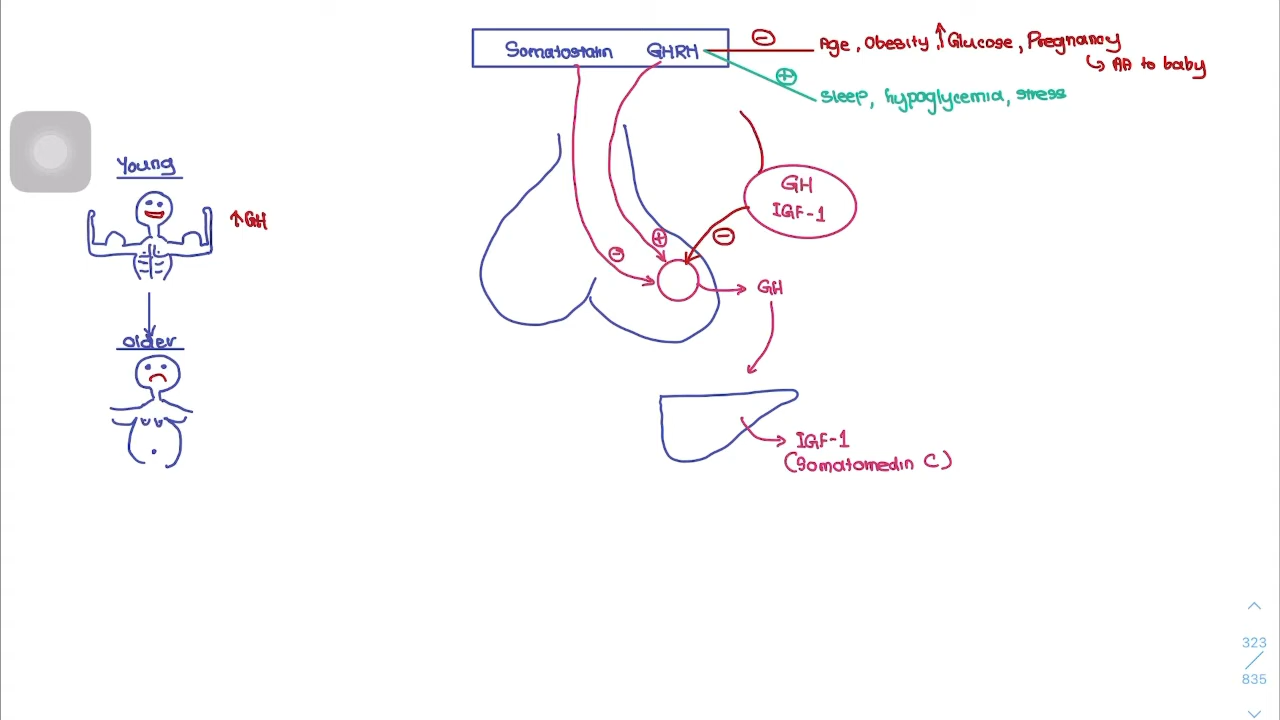 Somatostatin GHRH
⊖
Age, Obesity, ↑Glucose, Pregnancy
↳ AA to baby
⊕
Sleep, hypoglycemia, stress
Young
↑GH
Older
GH
IGF-1
⊖
⊕
⊖
GH
IGF-1
(Somatomedin C)
323
835